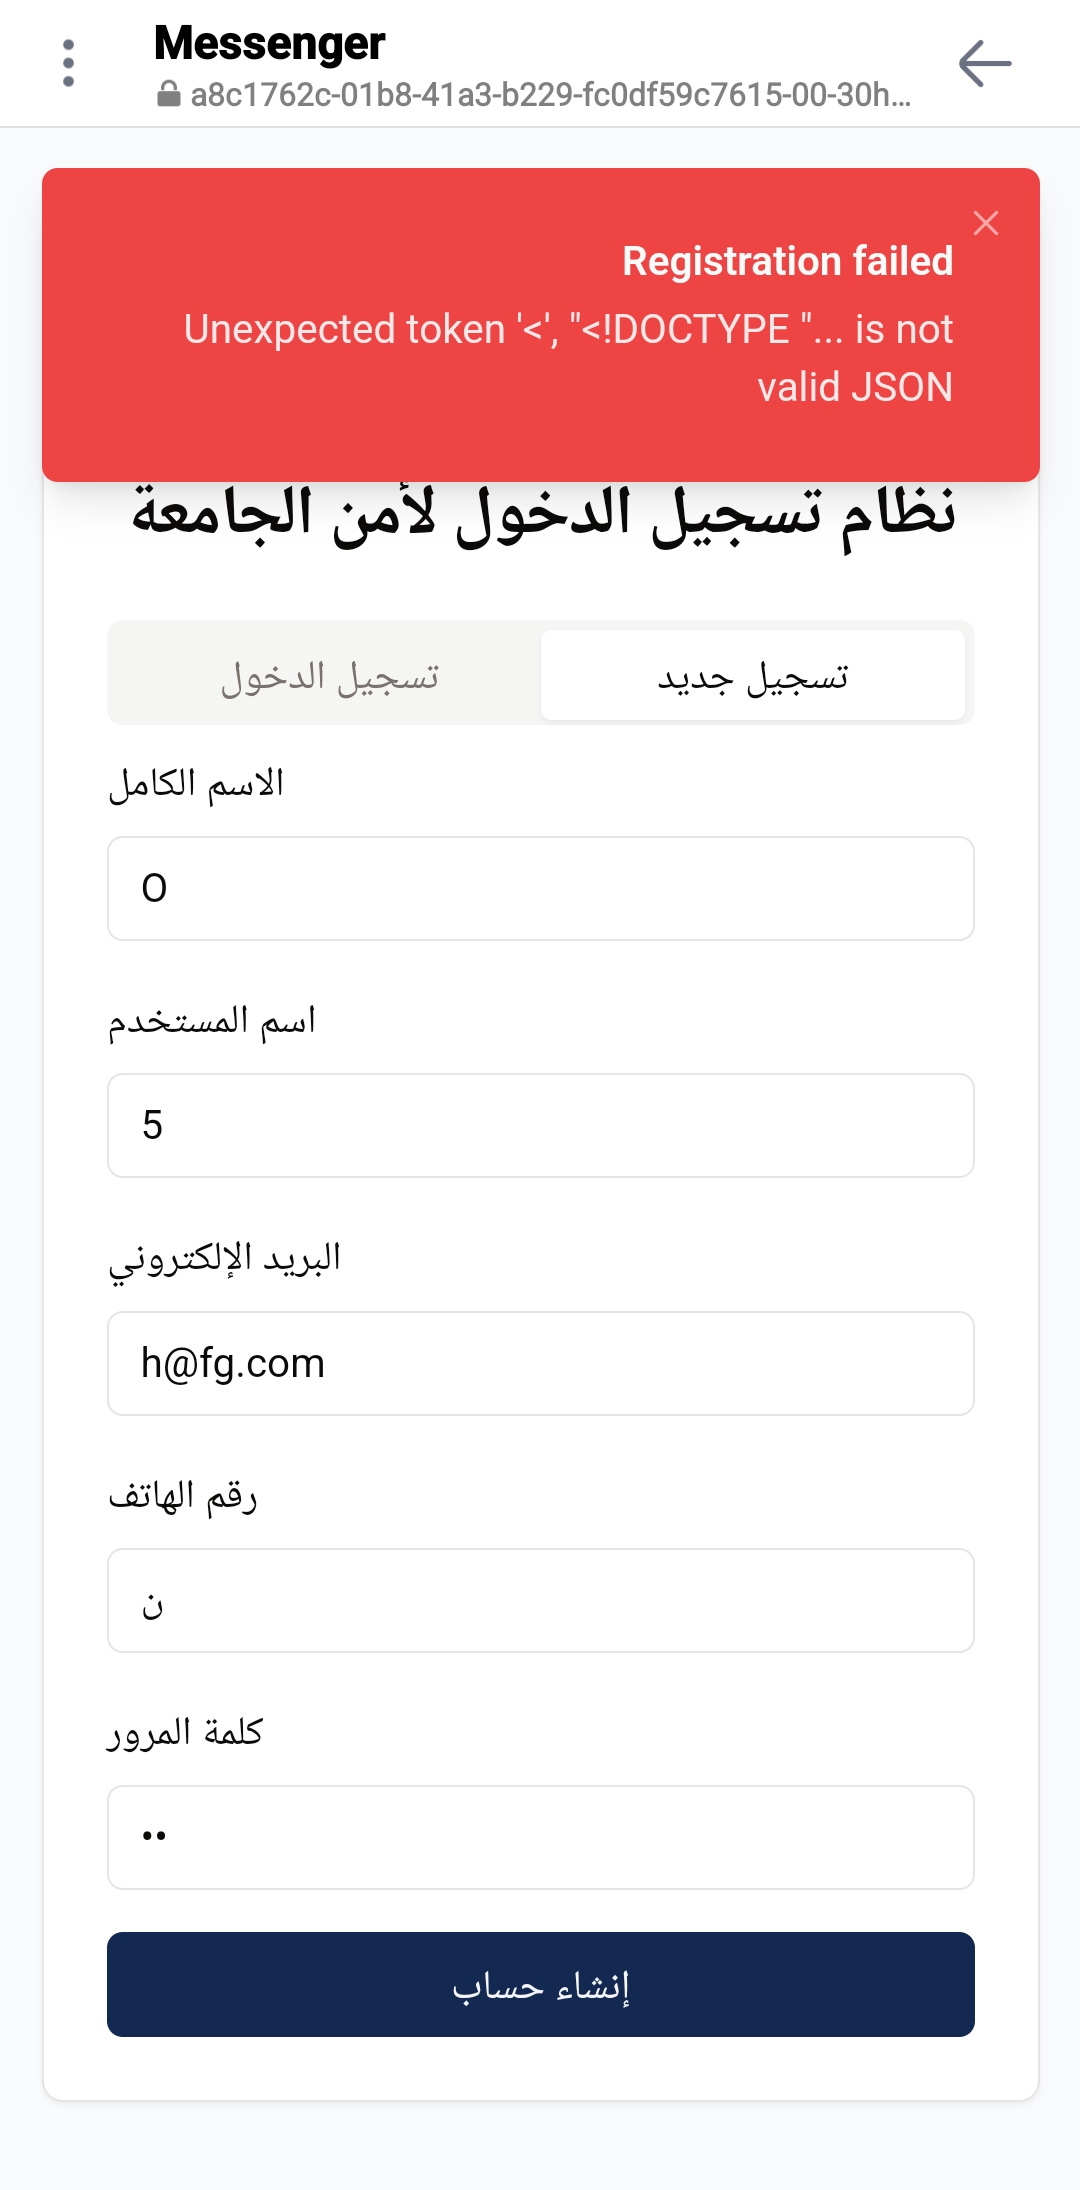 Messenger
a8c1762c-01b8-41a3-b229-fc0df59c7615-00-30h...
Registration failed
Unexpected token '<', "<!DOCTYPE "... is not
valid JSON
نظام تسجيل الدخول لأمن الجامعة
تسجيل جديد
تسجيل الدخول
الاسم الكامل
O
اسم المستخدم
5
البريد الإلكتروني
h@fg.com
رقم الهاتف
ن
كلمة المرور
••
إنشاء حساب